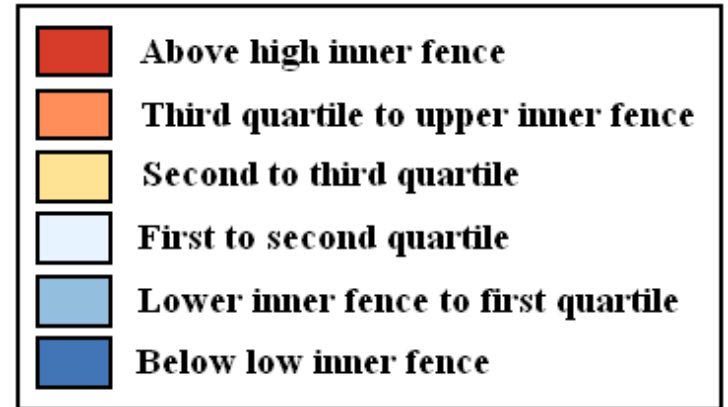 Above high inner fence
Third quartile to upper inner fence
Second to third quartile
First to second quartile
Lower inner fence to first quartile
Below low inner fence